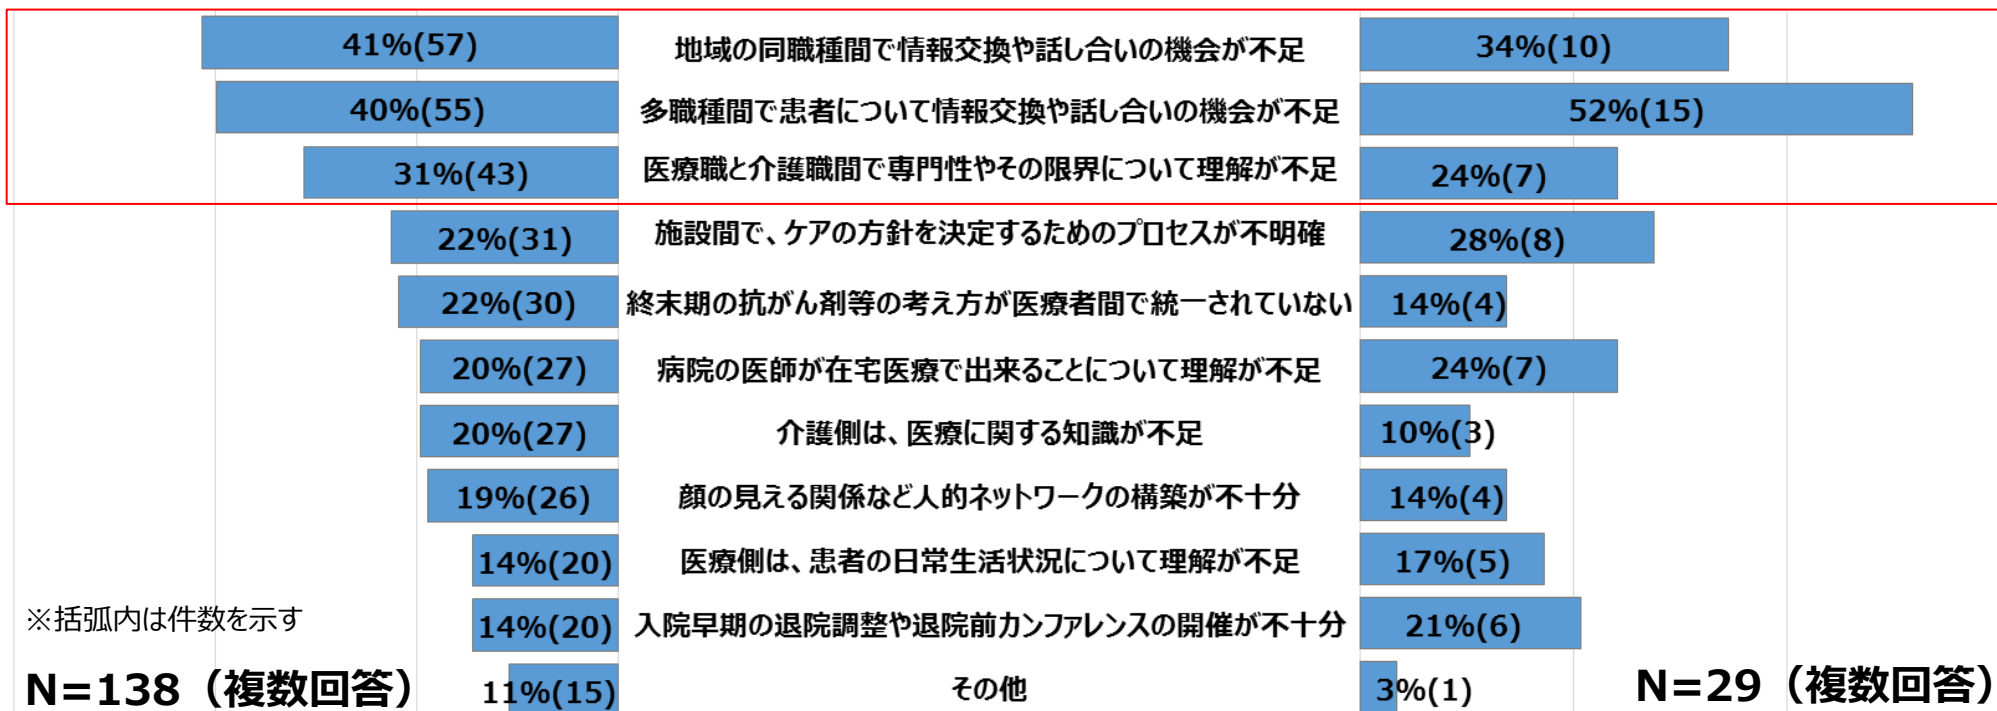 41%(57) 地域の同職種間で情報交換や話し合いの機会が不足 34%(10)
40%(55) 多職種間で患者について情報交換や話し合いの機会が不足 52%(15)
31%(43) 医療職と介護職間で専門性やその限界について理解が不足 24%(7)
22%(31) 施設間で、ケアの方針を決定するためのプロセスが不明確 28%(8)
22%(30) 終末期の抗がん剤等の考え方が医療者間で統一されていない 14%(4)
20%(27) 病院の医師が在宅医療で出来ることについて理解が不足 24%(7)
20%(27) 介護側は、医療に関する知識が不足 10%(3)
19%(26) 顔の見える関係など人的ネットワークの構築が不十分 14%(4)
14%(20) 医療側は、患者の日常生活状況について理解が不足 17%(5)
※括弧内は件数を示す 14%(20) 入院早期の退院調整や退院前カンファレンスの開催が不十分 21%(6)
N=138（複数回答） 11%(15) その他 3%(1) N=29（複数回答）